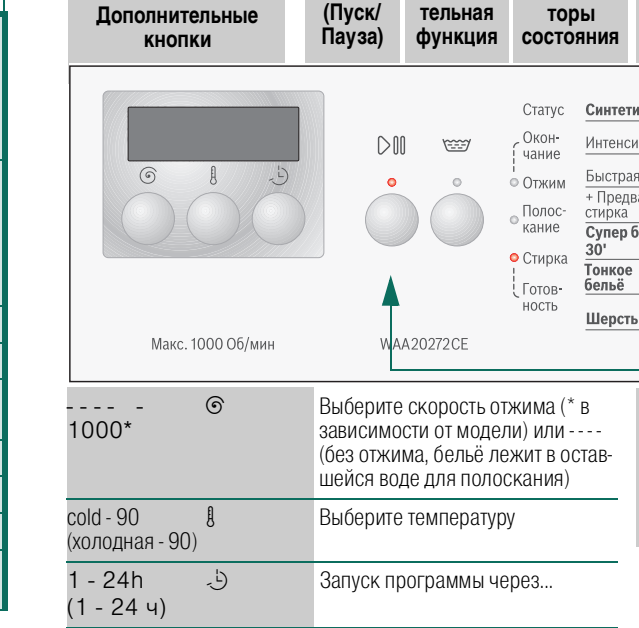 Дополнительные
кнопки
(Пуск/
Пауза)
тельная
функция
торы
состояния
Статус
Окон-
чание
Отжим
Полос-
кание
Стирка
Готов-
ность
Синтети
Интенси
Быстрая
+ Предва
стирка
Супер б
30'
Тонкое
бельё
Шерсть
Макс. 1000 Об/мин
WAA20272CE
- - - - -
1000*
Выберите скорость отжима (* в
зависимости от модели) или - - - -
(без отжима, бельё лежит в остав-
шейся воде для полоскания)
cold - 90
(холодная - 90)
Выберите температуру
1 - 24h
(1 - 24 ч)
Запуск программы через...